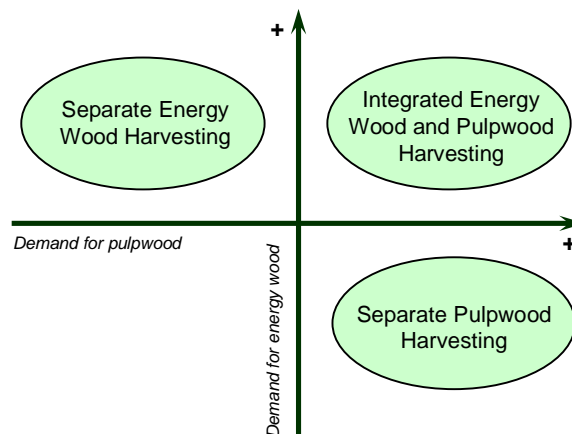 +
Separate Energy
Wood Harvesting
Integrated Energy
Wood and Pulpwood
Harvesting
Demand for pulpwood
+
Demand for energy wood
Separate Pulpwood
Harvesting